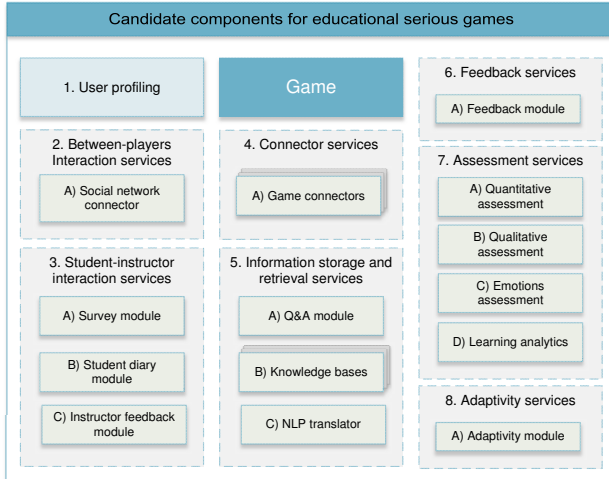 Candidate components for educational serious games
1. User profiling
2. Between-players
Interaction services
A) Social network
connector
3. Student-instructor
interaction services
A) Survey module
B) Student diary
module
C) Instructor feedback
module
Game
4. Connector services
A) Game connectors
5. Information storage and
retrieval services
A) Q&A module
B) Knowledge bases
C) NLP translator
6. Feedback services
A) Feedback module
7. Assessment services
A) Quantitative
assessment
B) Qualitative
assessment
C) Emotions
assessment
D) Learning analytics
8. Adaptivity services
A) Adaptivity module